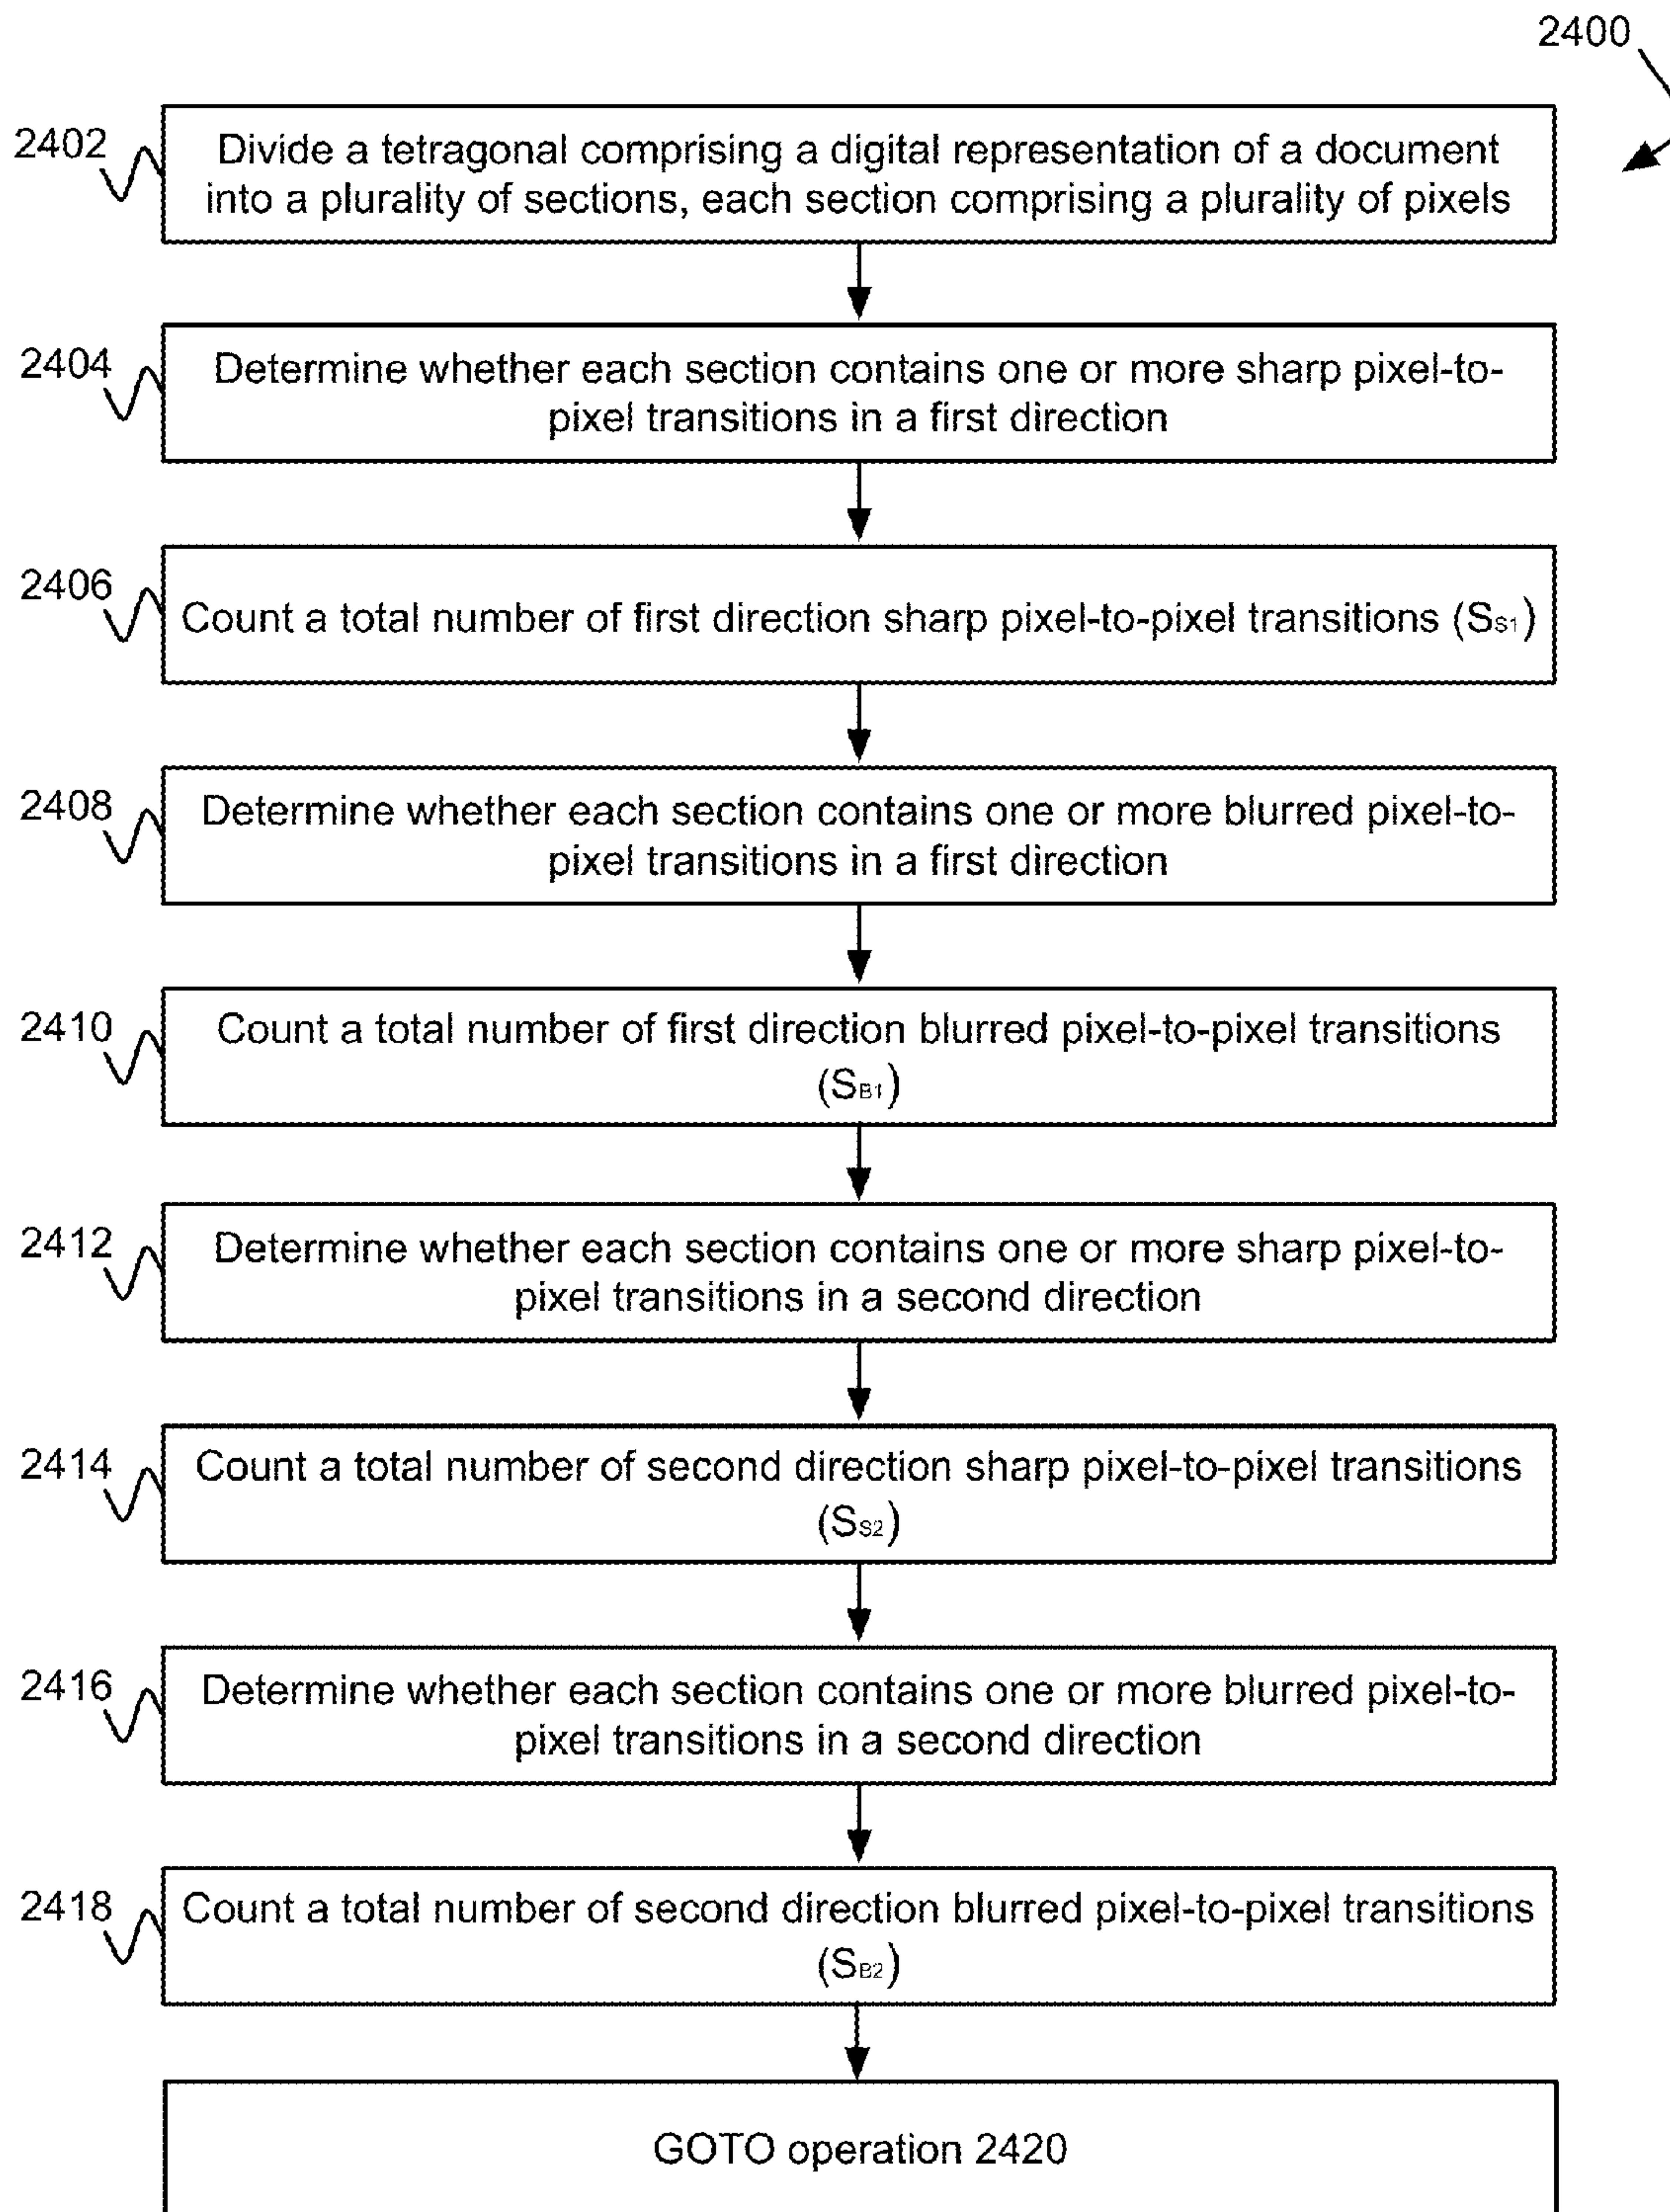 2400
2402
Divide a tetragonal comprising a digital representation of a document
into a plurality of sections, each section comprising a plurality of pixels
2404
Determine whether each section contains one or more sharp pixel-to-
pixel transitions in a first direction
2406
Count a total number of first direction sharp pixel-to-pixel transitions (SS1)
2408
Determine whether each section contains one or more blurred pixel-to-
pixel transitions in a first direction
2410
Count a total number of first direction blurred pixel-to-pixel transitions
(SB1)
2412
Determine whether each section contains one or more sharp pixel-to-
pixel transitions in a second direction
2414
Count a total number of second direction sharp pixel-to-pixel transitions
(SS2)
2416
Determine whether each section contains one or more blurred pixel-to-
pixel transitions in a second direction
2418
Count a total number of second direction blurred pixel-to-pixel transitions
(SB2)
GOTO operation 2420